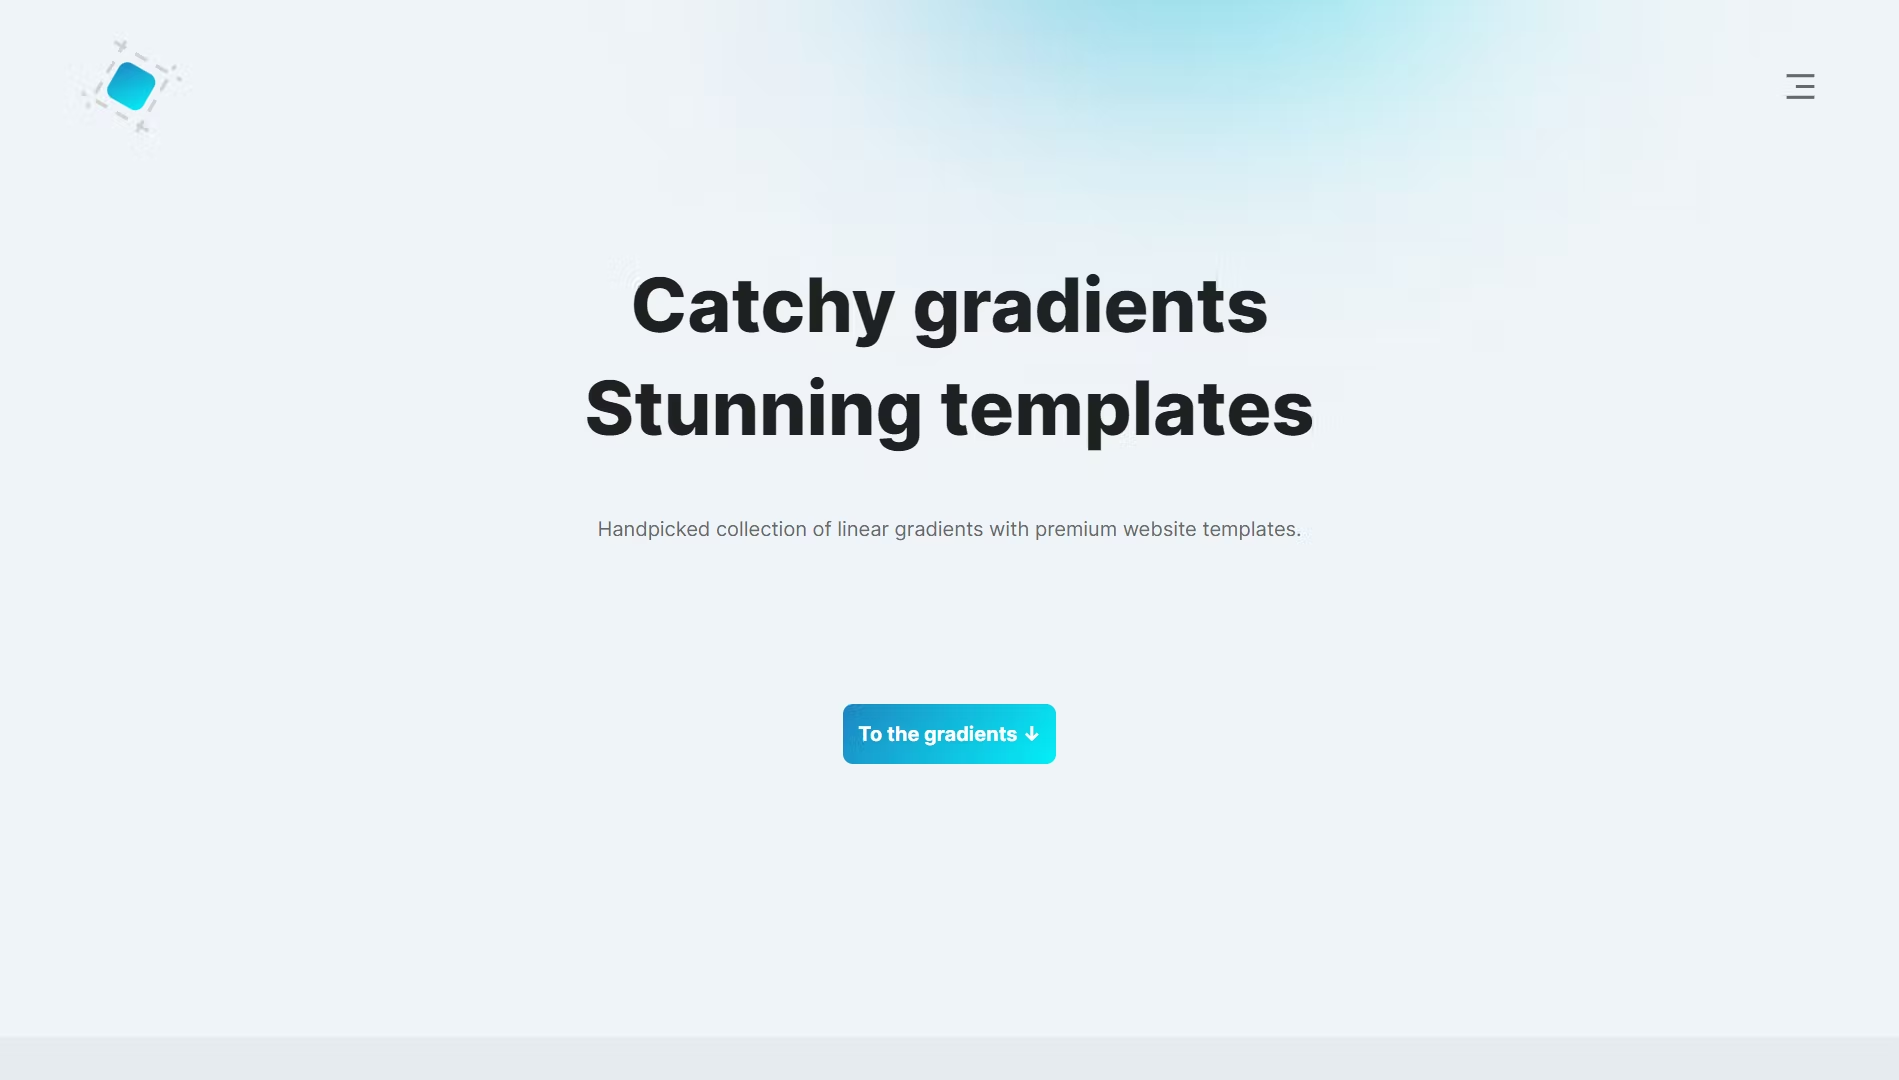 Catchy gradients
Stunning templates
Handpicked collection of linear gradients with premium website templates.
To the gradients ↓